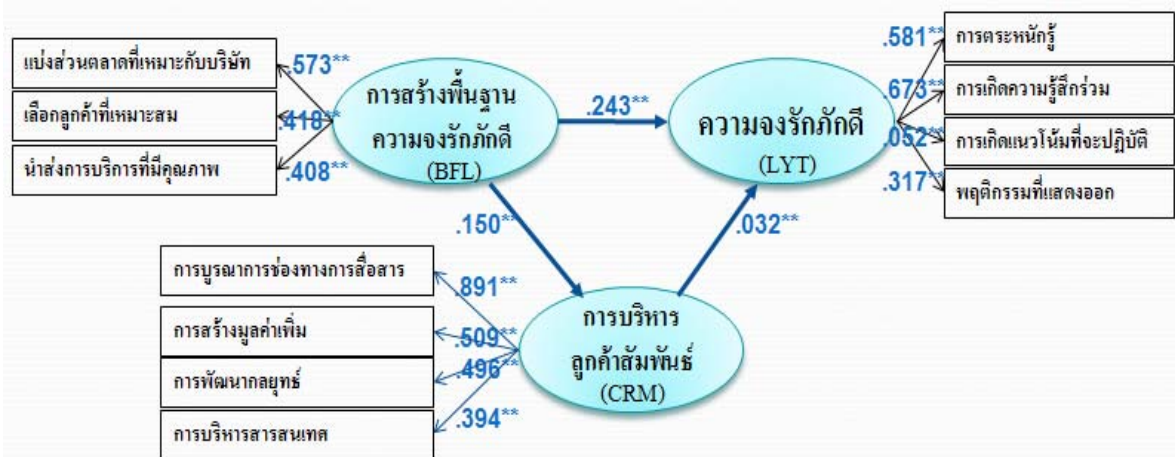 แบ่งส่วนตลาดที่เหมาะกับบริษัท
.573**
เลือกลูกค้าที่เหมาะสม
.418**
นำส่งการบริการที่มีคุณภาพ
.408**
การสร้างพื้นฐาน
ความจงรักภักดี
(BFL)
.243**
ความจงรักภักดี
(LYT)
.581**
การตระหนักรู้
.673**
การเกิดความรู้สึกร่วม
.052**
การเกิดแนวโน้มที่จะปฏิบัติ
.317**
พฤติกรรมที่แสดงออก
.150**
.032**
การบูรณาการช่องทางการสื่อสาร
.891**
การสร้างมูลค่าเพิ่ม
.509**
การพัฒนากลยุทธ์
.496**
การบริหารสารสนเทศ
.394**
การบริหาร
ลูกค้าสัมพันธ์
(CRM)